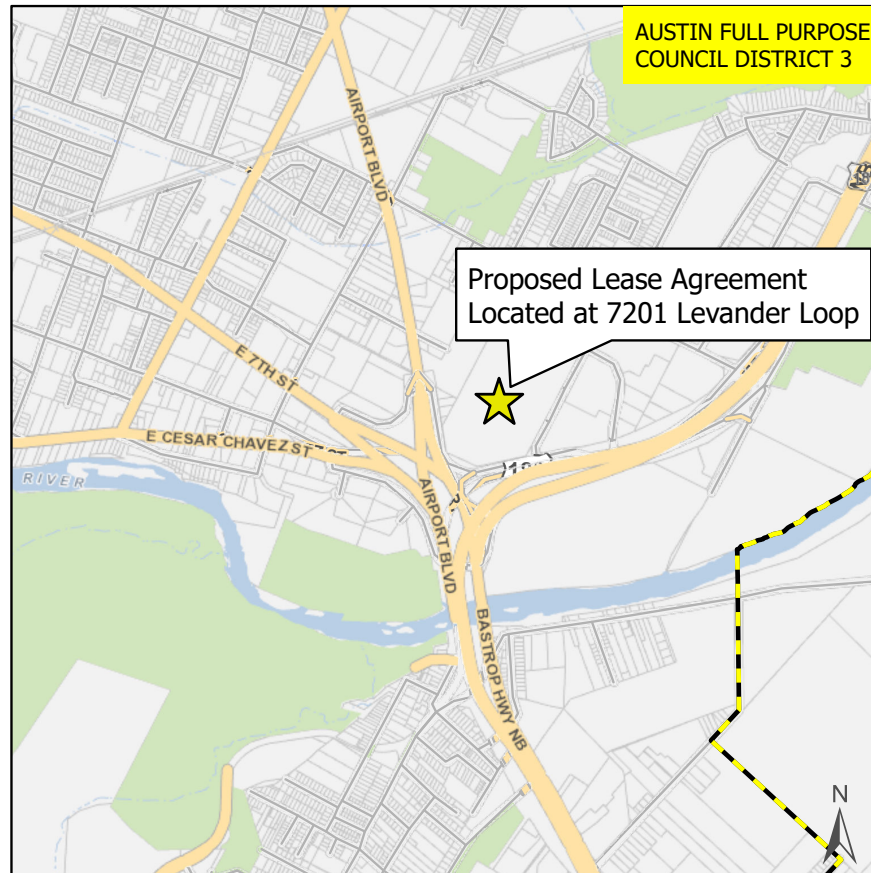 AUSTIN FULL PURPOSE
COUNCIL DISTRICT 3
AIRPORT BLVD
Proposed Lease Agreement
Located at 7201 Levander Loop
E 7TH ST
E CESAR CHAVEZ ST
RIVER
AIRPORT BLVD
BASTROP HWY NB
N